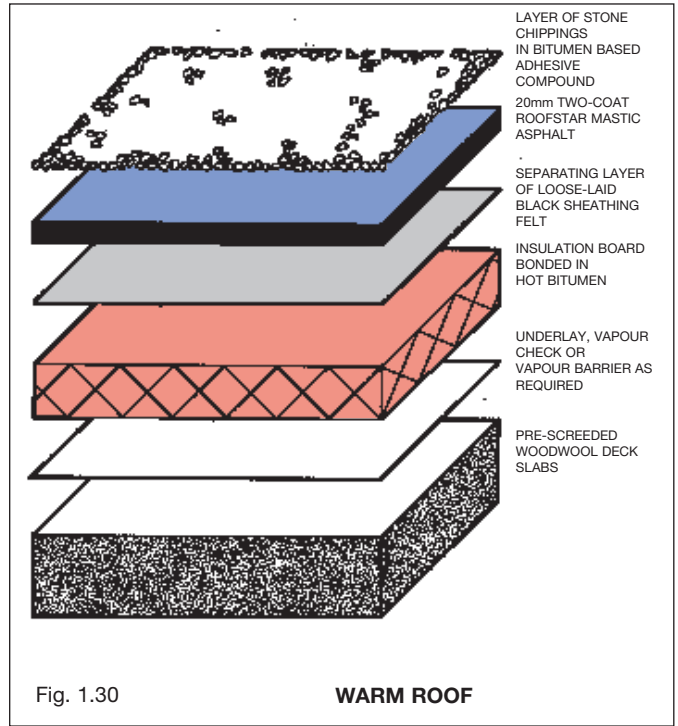 LAYER OF STONE
CHIPPINGS
IN BITUMEN BASED
ADHESIVE
COMPOUND
20mm TWO-COAT
ROOFSTAR MASTIC
ASPHALT
SEPARATING LAYER
OF LOOSE-LAID
BLACK SHEATHING
FELT
INSULATION BOARD
BONDED IN
HOT BITUMEN
UNDERLAY, VAPOUR
CHECK OR
VAPOUR BARRIER AS
REQUIRED
PRE-SCREEDED
WOODWOOL DECK
SLABS
Fig. 1.30
WARM ROOF